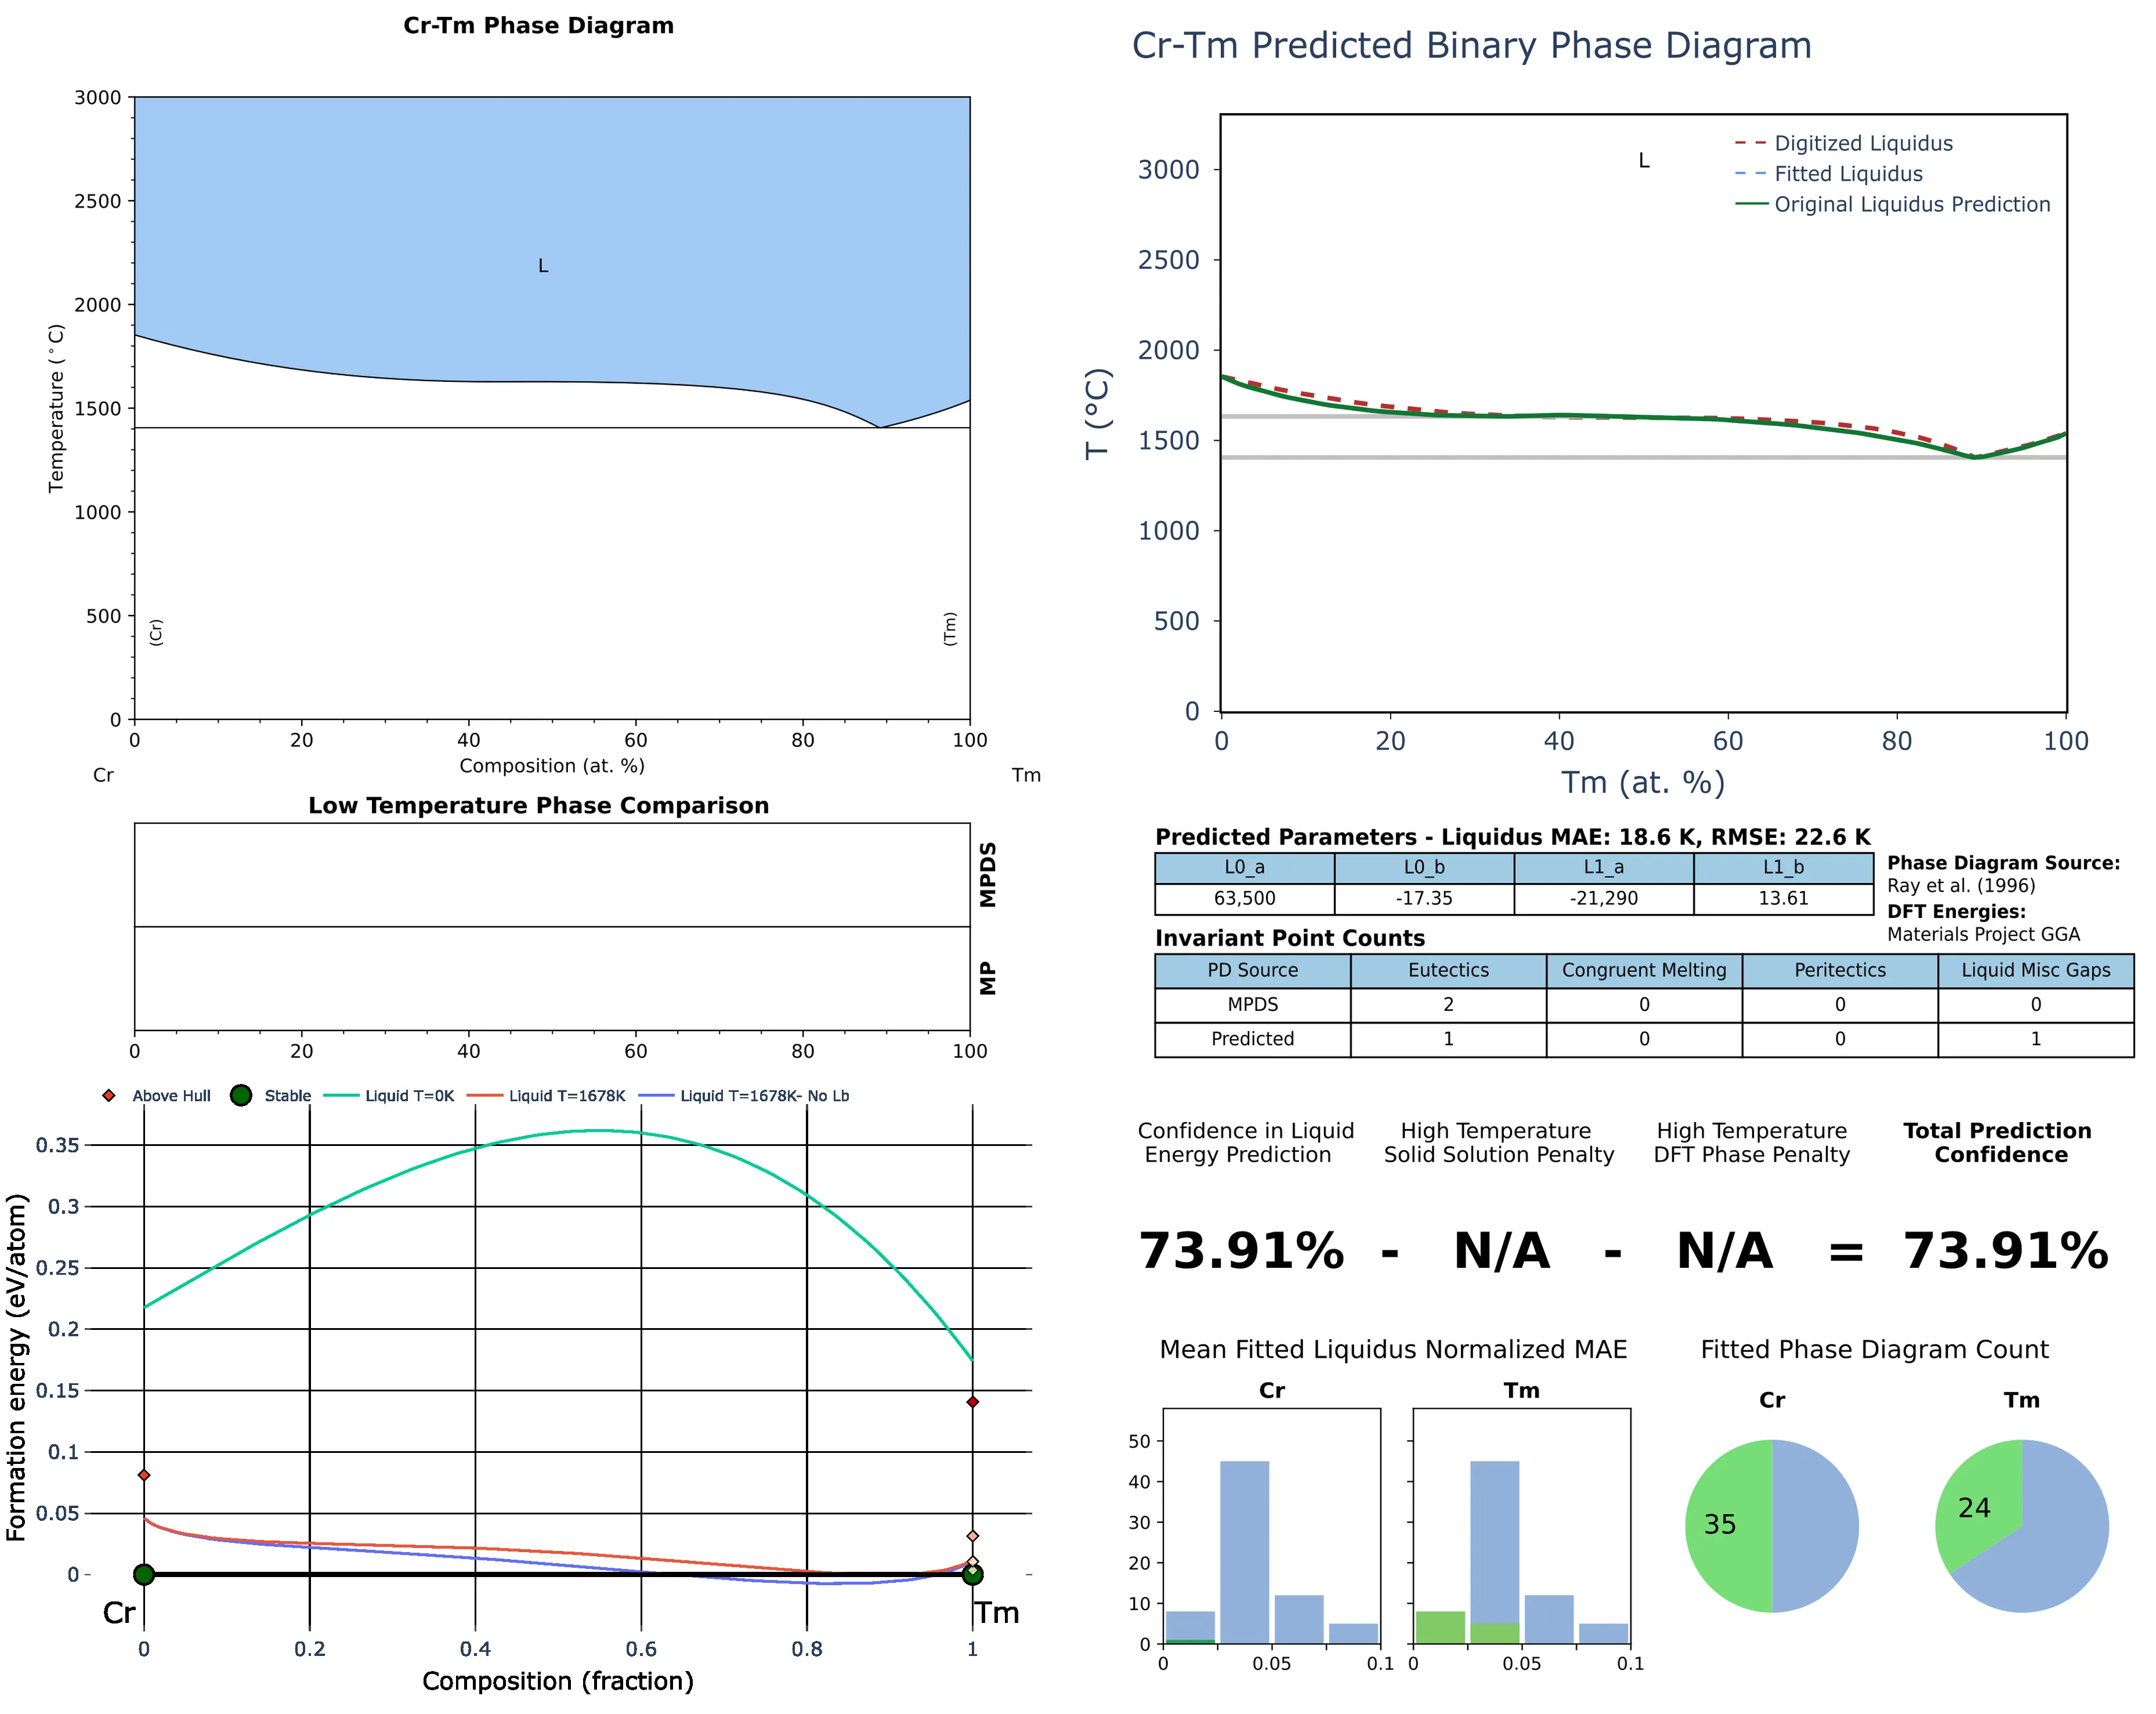 Cr-Tm Phase Diagram
3000
2500
2000
1500
1000
500
0
Temperature (°C)
L
(Cr)
(Tm)
0 20 40 60 80 100
Composition (at. %)
Cr Tm
Low Temperature Phase Comparison
MPDS
MP
0 20 40 60 80 100
Above Hull Stable Liquid T=0K Liquid T=1678K Liquid T=1678K- No Lb
0.35
0.3
0.25
0.2
0.15
0.1
0.05
0
Formation energy (eV/atom)
Cr Tm
0 0.2 0.4 0.6 0.8 1
Composition (fraction)
Cr-Tm Predicted Binary Phase Diagram
L
Digitized Liquidus
Fitted Liquidus
Original Liquidus Prediction
3000
2500
2000
1500
1000
500
0
T (°C)
0 20 40 60 80 100
Tm (at. %)
Predicted Parameters - Liquidus MAE: 18.6 K, RMSE: 22.6 K
L0_a L0_b L1_a L1_b
63,500 -17.35 -21,290 13.61
Phase Diagram Source:
Ray et al. (1996)
DFT Energies:
Materials Project GGA
Invariant Point Counts
PD Source Eutectics Congruent Melting Peritectics Liquid Misc Gaps
MPDS 2 0 0 0
Predicted 1 0 0 1
Confidence in Liquid
Energy Prediction
High Temperature
Solid Solution Penalty
High Temperature
DFT Phase Penalty
Total Prediction
Confidence
73.91% - N/A - N/A = 73.91%
Mean Fitted Liquidus Normalized MAE
Cr Tm
50
40
30
20
10
0
0 0.05 0.1
0 0.05 0.1
Fitted Phase Diagram Count
Cr Tm
35
24